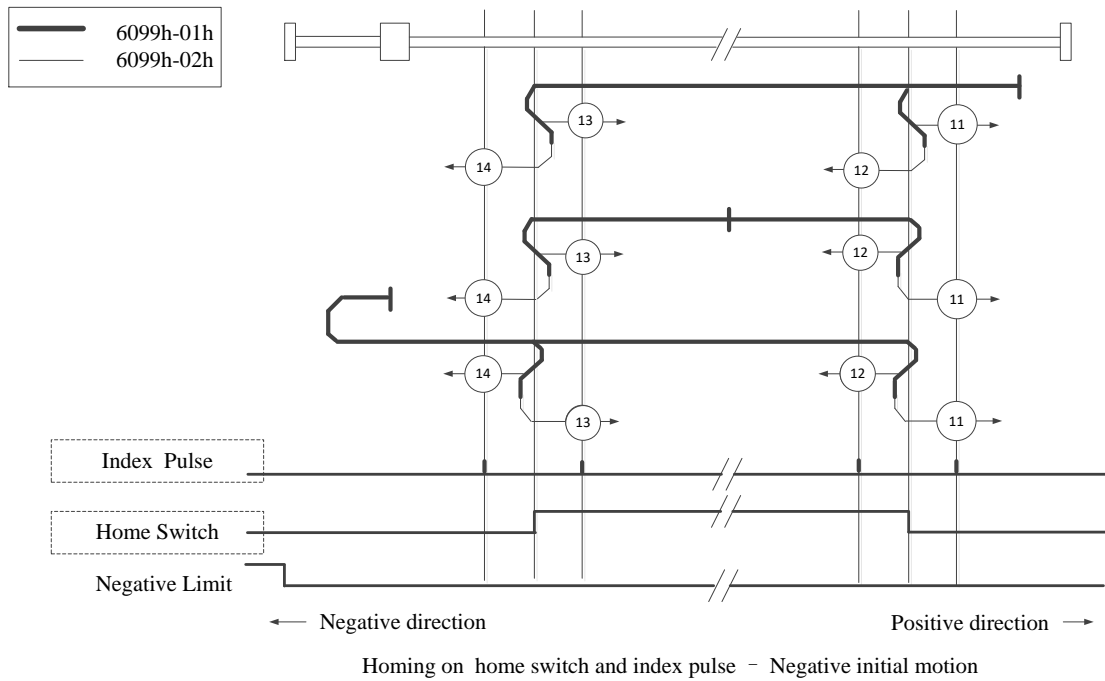 6099h-01h
6099h-02h
13
11
14
12
13
12
14
11
14
12
13
11
Index Pulse
Home Switch
Negative Limit
Negative direction
Positive direction
Homing on home switch and index pulse - Negative initial motion